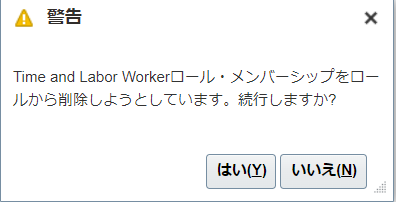 警告
Time and Labor Workerロール・メンバーシップをロー
ルから削除しようとしています。続行しますか?
はい(Y) いいえ(N)